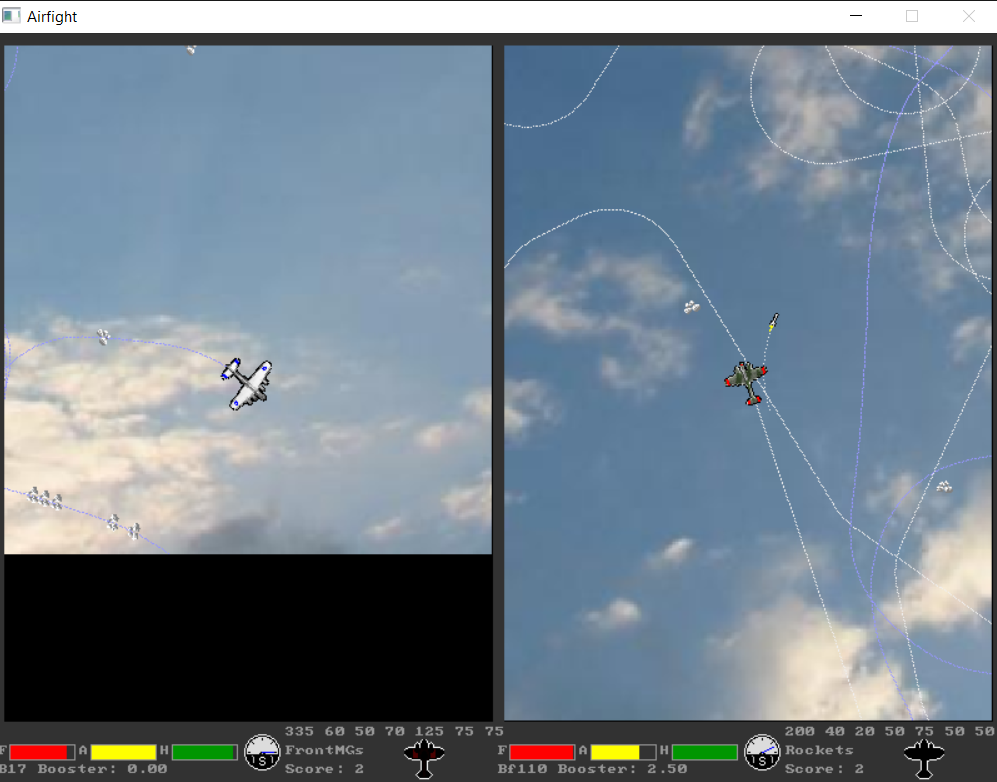 Airfight
335 60 50 70 125 75 75
F A H FrontMGs
B17 Booster: 0.00
Score: 2
200 40 20 50 75 50 50
F A H Rockets
Bf110 Booster: 2.50
Score: 2